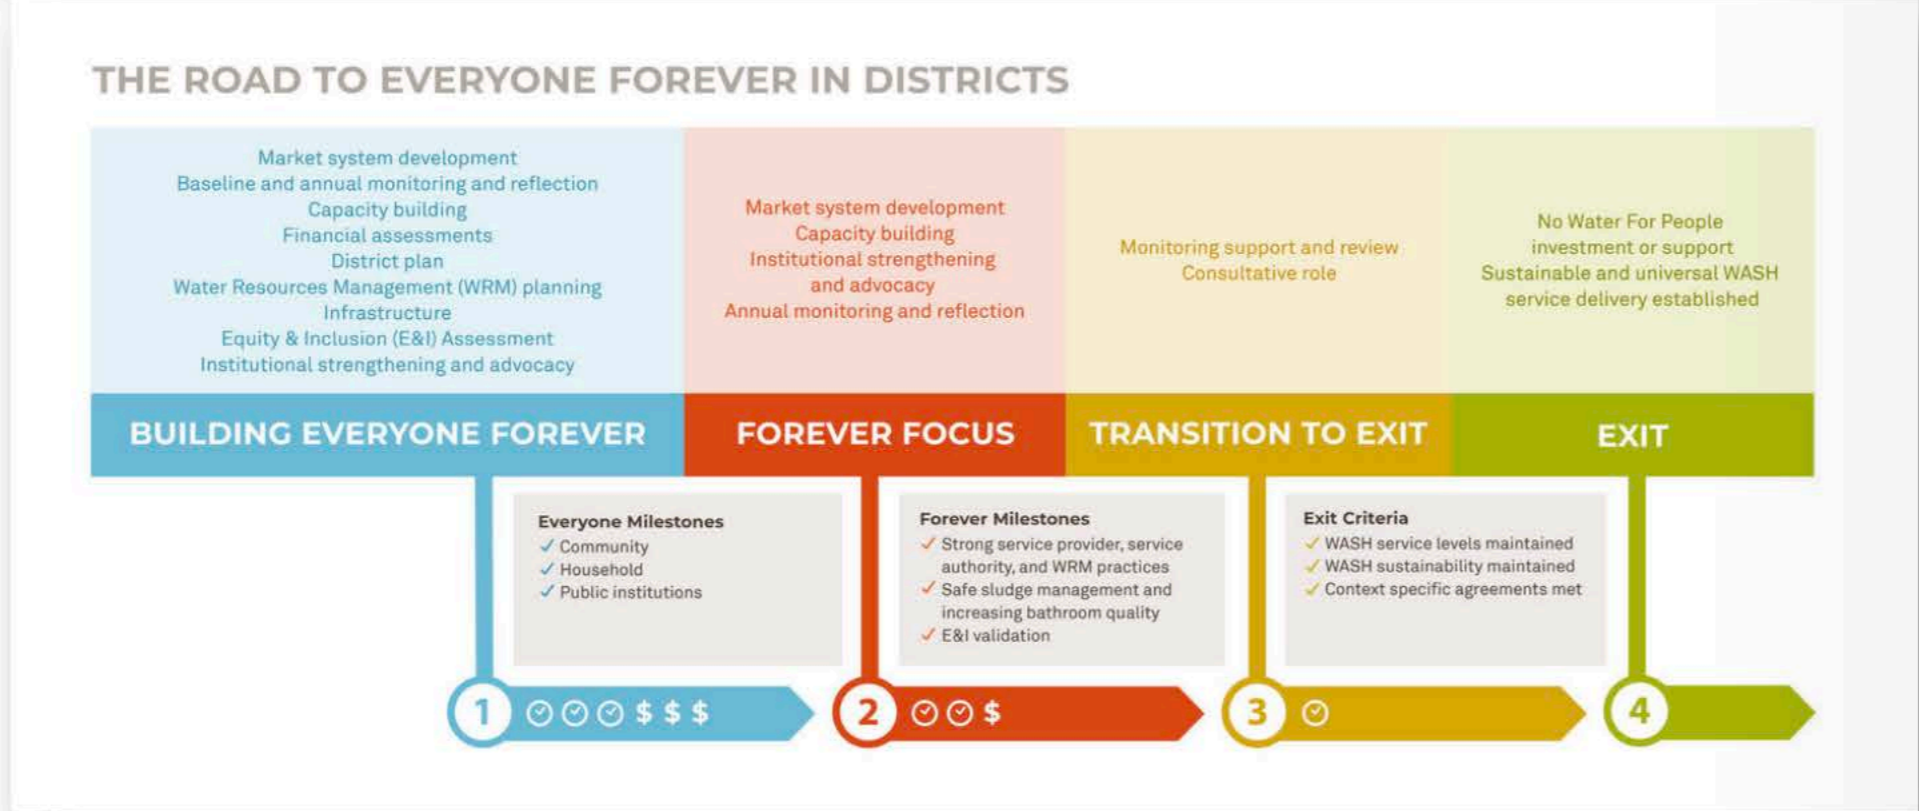 THE ROAD TO EVERYONE FOREVER IN DISTRICTS
Market system development
Baseline and annual monitoring and reflection
Capacity building
Financial assessments
District plan
Water Resources Management (WRM) planning
Infrastructure
Equity & Inclusion (E&I) Assessment
Institutional strengthening and advocacy
BUILDING EVERYONE FOREVER
Market system development
Capacity building
Institutional strengthening
and advocacy
Annual monitoring and reflection
FOREVER FOCUS
Monitoring support and review
Consultative role
TRANSITION TO EXIT
No Water For People
investment or support
Sustainable and universal WASH
service delivery established
EXIT
Everyone Milestones
✓ Community
✓ Household
✓ Public institutions
1 $ $ $
Forever Milestones
✓ Strong service provider, service
authority, and WRM practices
✓ Safe sludge management and
increasing bathroom quality
✓ E&I validation
2 $
Exit Criteria
✓ WASH service levels maintained
✓ WASH sustainability maintained
✓ Context specific agreements met
3
4